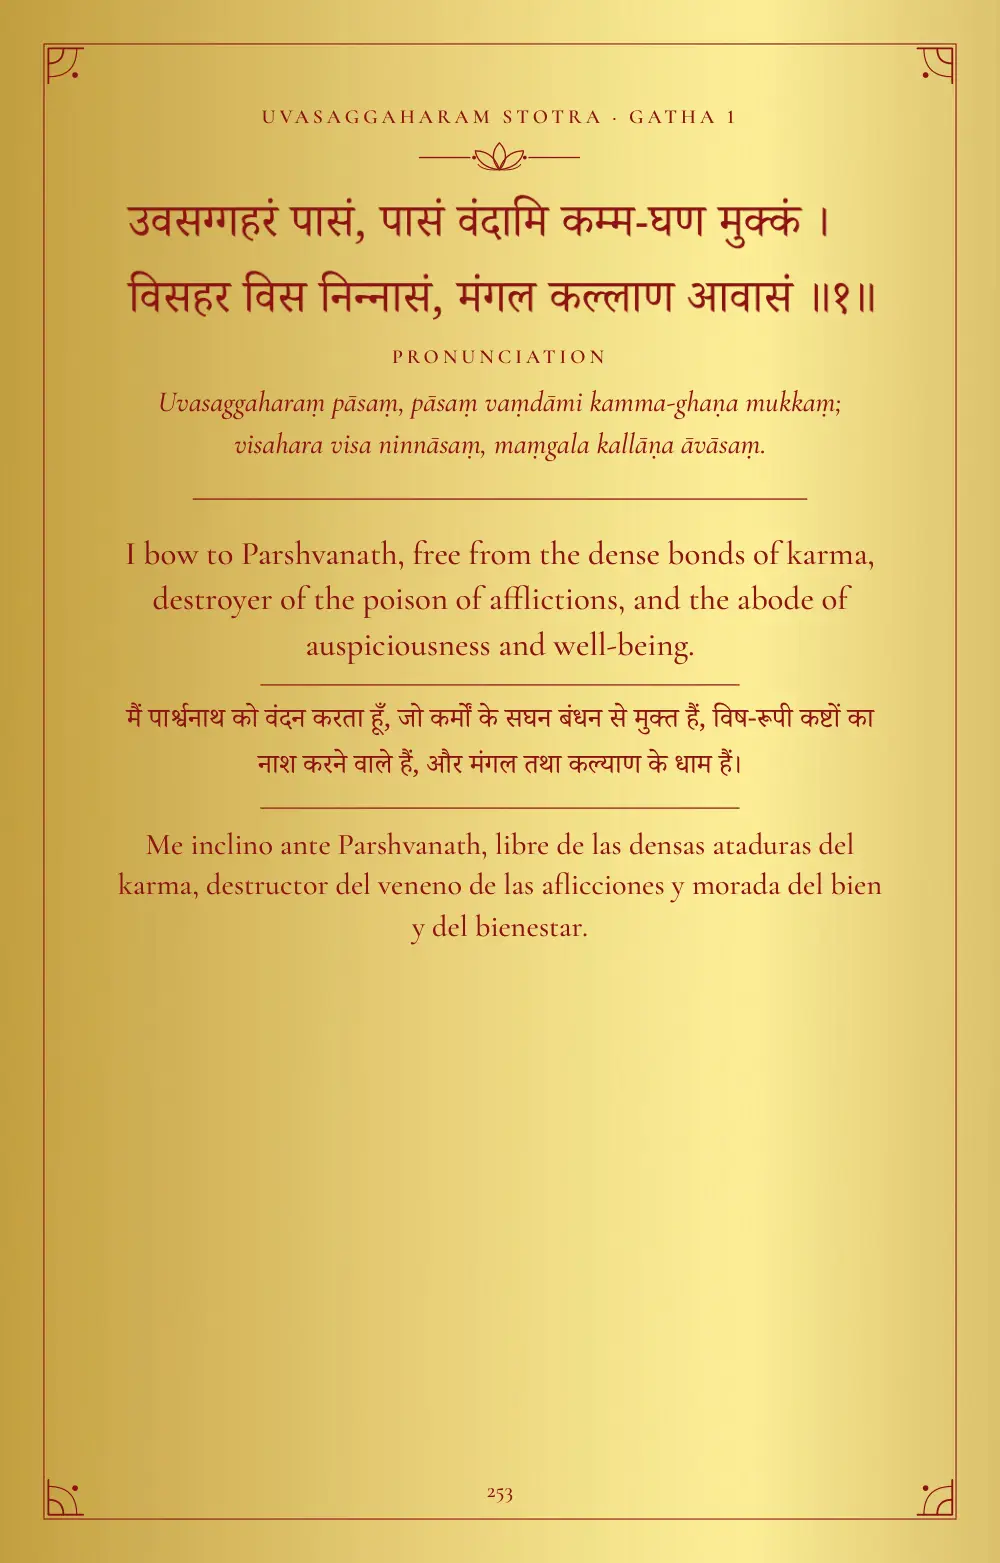 UVASAGGAHARAM STOTRA · GATHA 1
उवसग्गहरं पासं, पासं वंदामि कम्म-घण मुक्कं ।
विसहर विस निन्नासं, मंगल कल्लाण आवासं ॥१॥
PRONUNCIATION
Uvasaggaharaṃ pāsaṃ, pāsaṃ vaṃdāmi kamma-ghaṇa mukkaṃ;
visahara visa ninnāsaṃ, maṃgala kallāṇa āvāsaṃ.
I bow to Parshvanath, free from the dense bonds of karma,
destroyer of the poison of afflictions, and the abode of
auspiciousness and well-being.
मैं पार्श्वनाथ को वंदन करता हूँ, जो कर्मों के सघन बंधन से मुक्त हैं, विष-रूपी कष्टों का
नाश करने वाले हैं, और मंगल तथा कल्याण के धाम हैं।
Me inclino ante Parshvanath, libre de las densas ataduras del
karma, destructor del veneno de las aflicciones y morada del bien
y del bienestar.
253